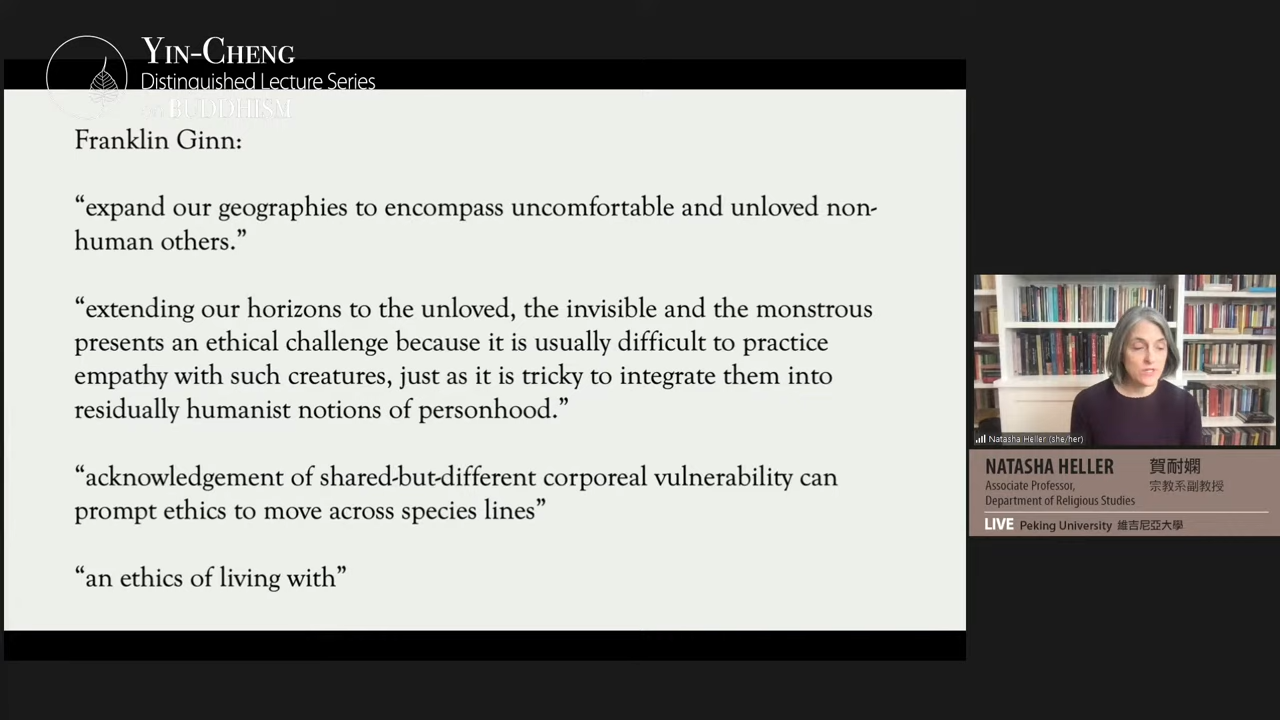 YIN-CHENG
Distinguished Lecture Series
BUDDHISM
Franklin Ginn:
“expand our geographies to encompass uncomfortable and unloved non-
human others.”
“extending our horizons to the unloved, the invisible and the monstrous
presents an ethical challenge because it is usually difficult to practice
empathy with such creatures, just as it is tricky to integrate them into
residually humanist notions of personhood.”
“acknowledgement of shared-but-different corporeal vulnerability can
prompt ethics to move across species lines”
“an ethics of living with”
Natasha Heller (she/her)
NATASHA HELLER 賀耐嫻
Associate Professor, 宗教系副教授
Department of Religious Studies
LIVE Peking University 維吉尼亞大學